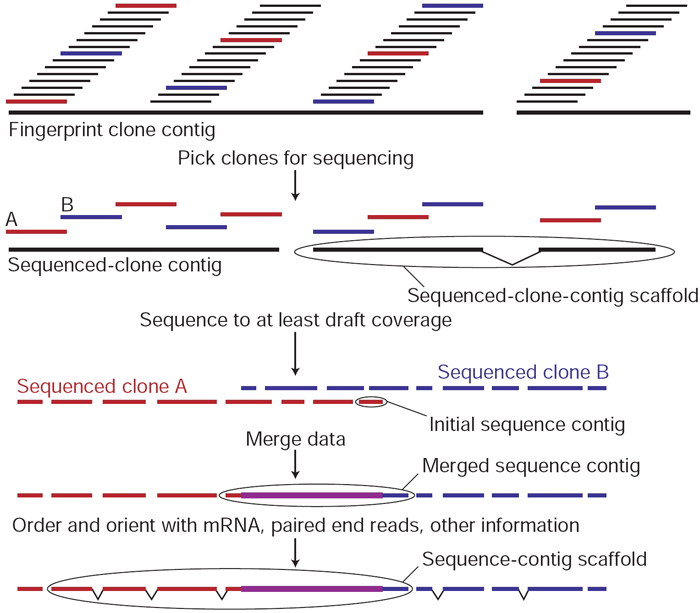 Fingerprint clone contig
Pick clones for sequencing
A
B
Sequenced-clone contig
Sequenced-clone-contig scaffold
Sequence to at least draft coverage
Sequenced clone A
Sequenced clone B
Initial sequence contig
Merge data
Merged sequence contig
Order and orient with mRNA, paired end reads, other information
Sequence-contig scaffold